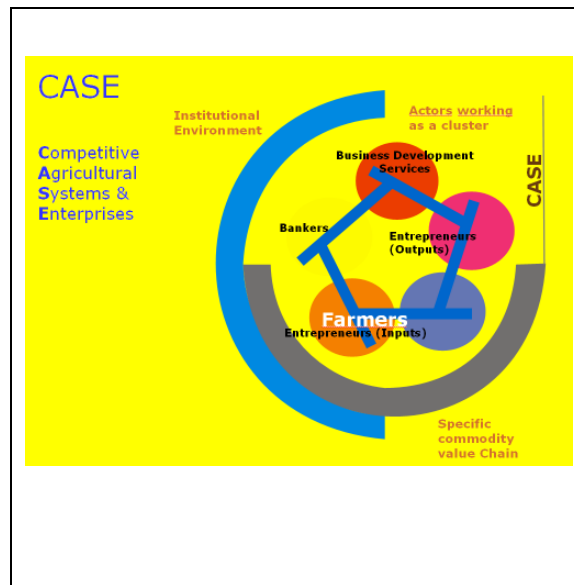 CASE
Competitive
Agricultural
Systems &
Enterprises
Institutional
Environment
Actors working
as a cluster
Business Development
Services
Bankers
Entrepreneurs
(Outputs)
CASE
Farmers
Entrepreneurs (Inputs)
Specific
commodity
value Chain